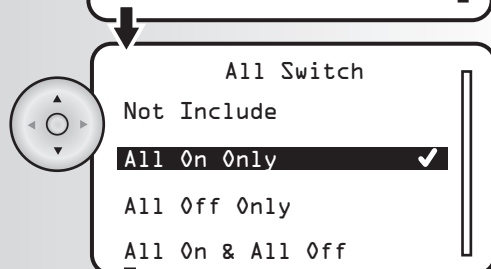 All Switch
Not Include
All On Only
All Off Only
All On & All Off